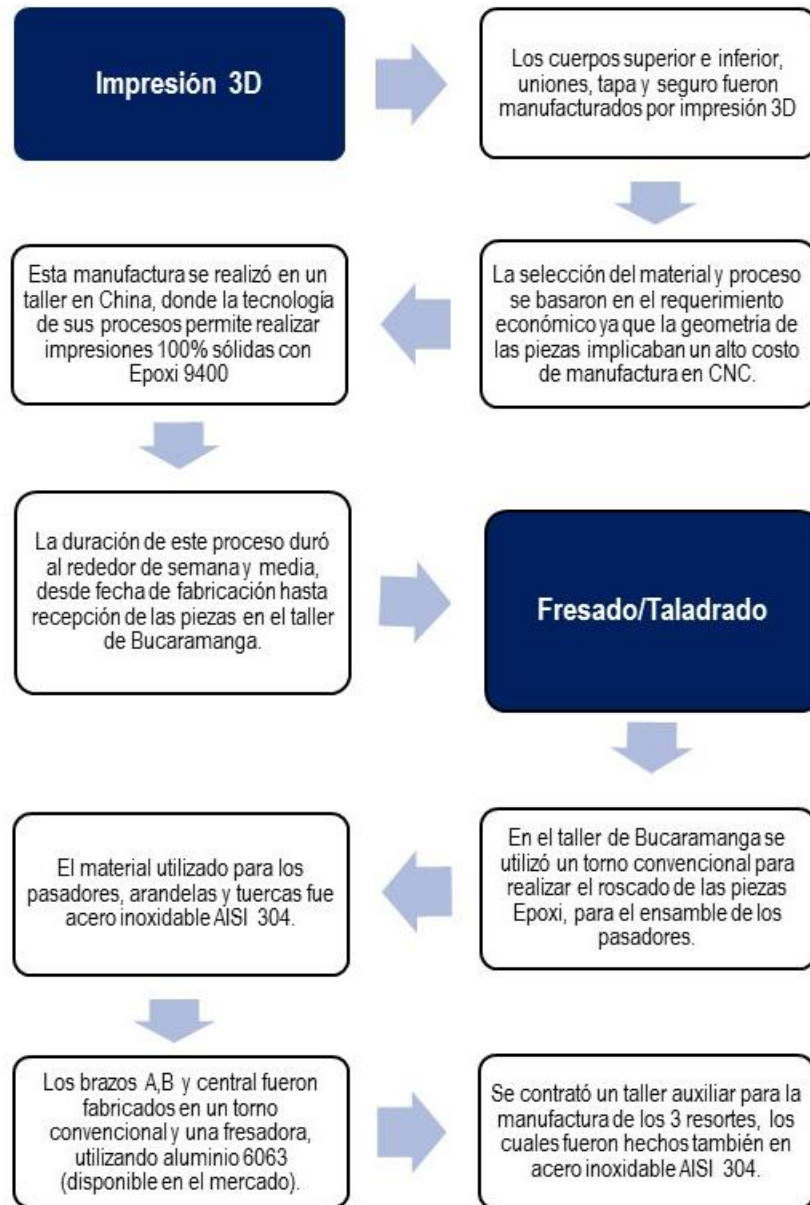 Impresión 3D
Los cuerpos superior e inferior,
uniones, tapa y seguro fueron
manufacturados por impresión 3D
La selección del material y proceso
se basaron en el requerimiento
económico ya que la geometría de
las piezas implicaban un alto costo
de manufactura en CNC.
Esta manufactura se realizó en un
taller en China, donde la tecnología
de sus procesos permite realizar
impresiones 100% sólidas con
Epoxi 9400
La duración de este proceso duró
al rededor de semana y media,
desde fecha de fabricación hasta
recepción de las piezas en el taller
de Bucaramanga.
Fresado/Taladrado
En el taller de Bucaramanga se
utilizó un torno convencional para
realizar el roscado de las piezas
Epoxi, para el ensamble de los
pasadores.
El material utilizado para los
pasadores, arandelas y tuercas fue
acero inoxidable AISI 304.
Los brazos A,B y central fueron
fabricados en un torno
convencional y una fresadora,
utilizando aluminio 6063
(disponible en el mercado).
Se contrató un taller auxiliar para la
manufactura de los 3 resortes, los
cuales fueron hechos también en
acero inoxidable AISI 304.